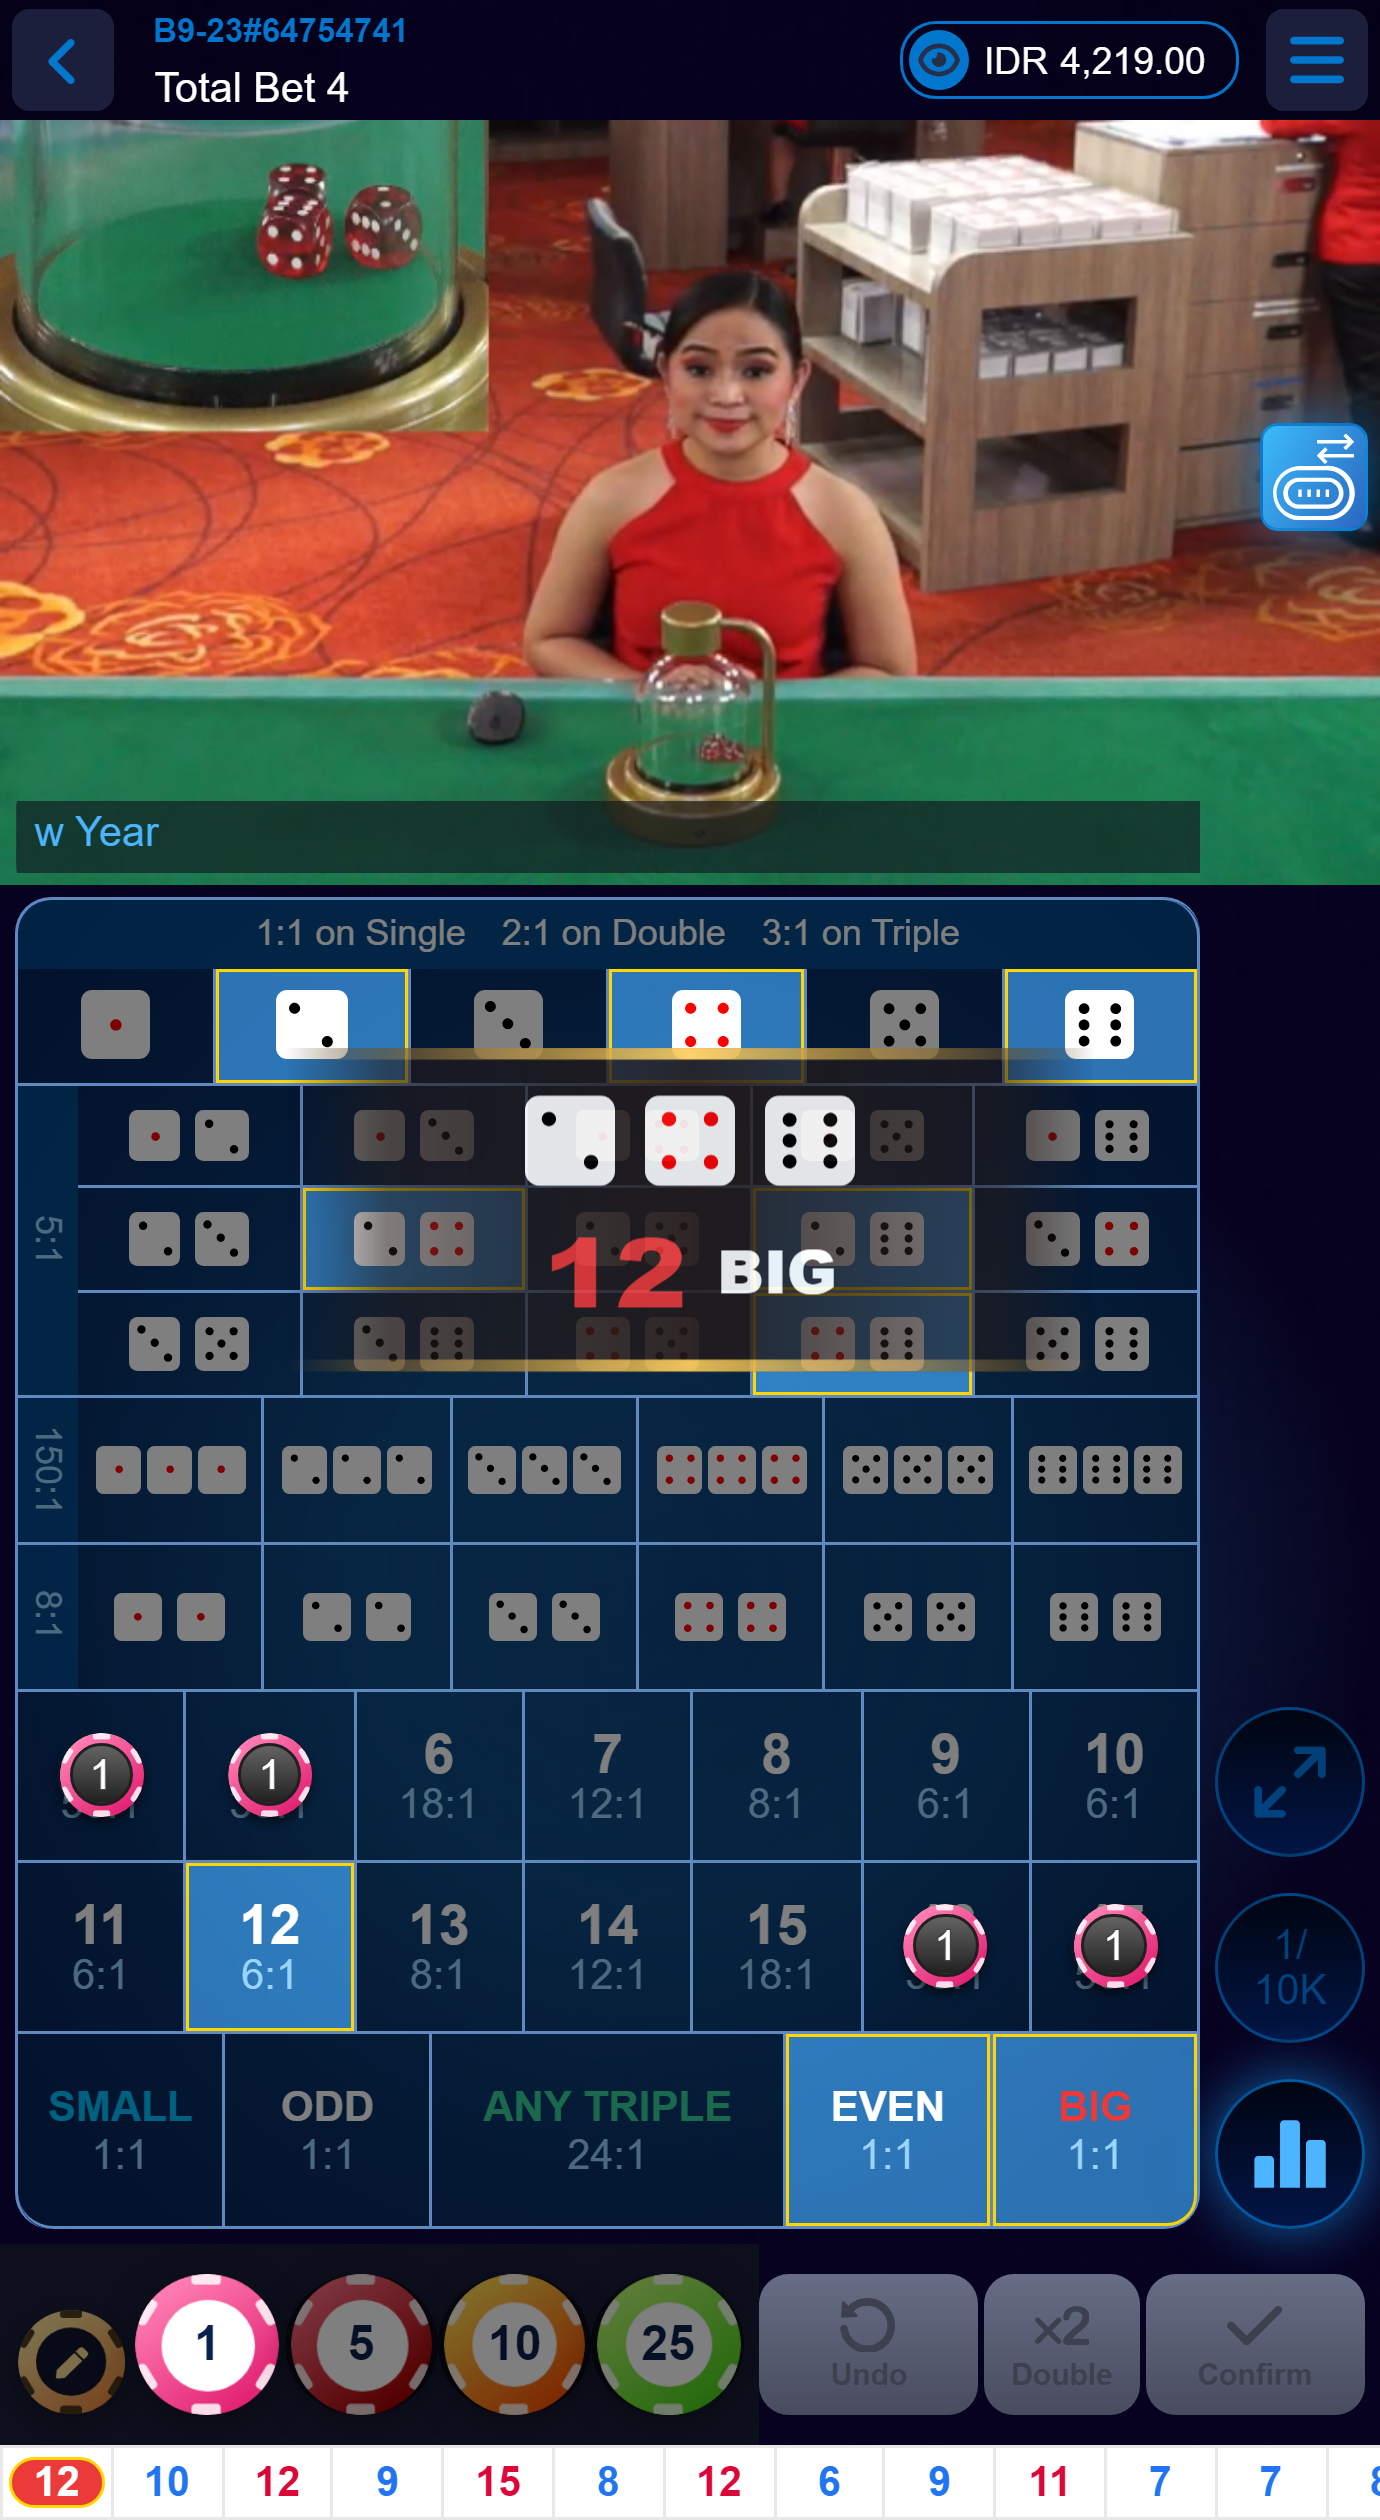 B9-23#64754741
Total Bet 4
IDR 4,219.00
w Year
1:1 on Single 2:1 on Double 3:1 on Triple
5:1
12 BIG
150:1
8:1
1 1 6 7 8 9 10
18:1 12:1 8:1 6:1 6:1
11 12 13 14 15 1 1
6:1 6:1 8:1 12:1 18:1
1/
10K
SMALL ODD ANY TRIPLE EVEN BIG
1:1 1:1 24:1 1:1 1:1
1 5 10 25
x2
Undo Double Confirm
12 10 12 9 15 8 12 6 9 11 7 7